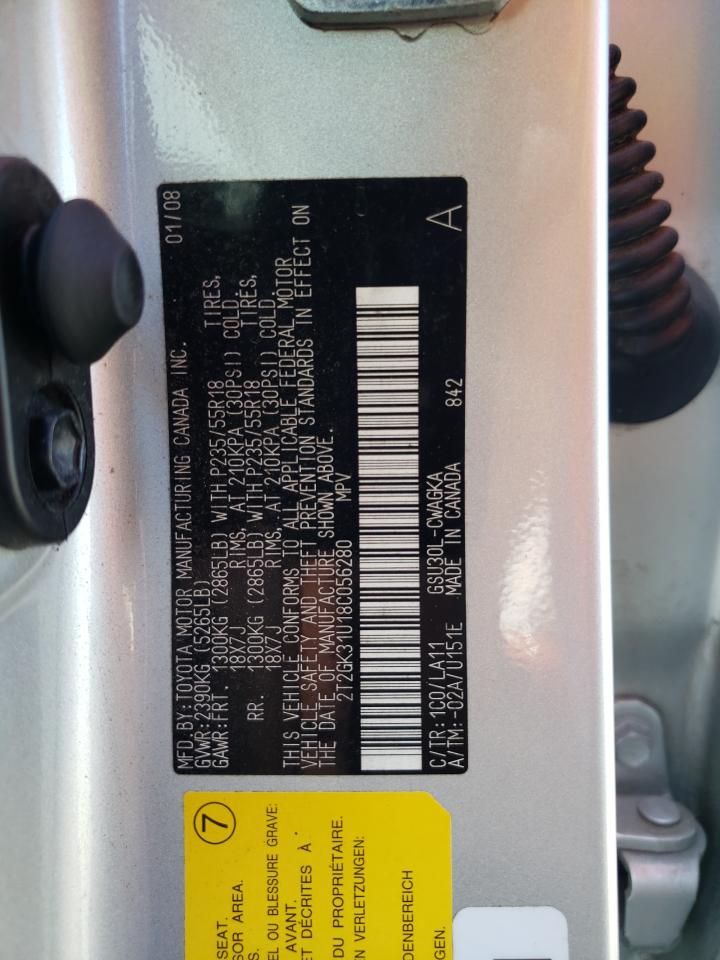 MFD.BY:TOYOTA MOTOR MANUFACTURING CANADA INC. 01/08
GVWR:2390KG (5265LB)
GAWR:FRT. 1300KG (2865LB) WITH P235/55R18 TIRES,
18X7J RIMS, AT 210KPA (30PSI) COLD.
RR. 1300KG (2865LB) WITH P235/55R18 TIRES,
18X7J RIMS, AT 210KPA (30PSI) COLD.
THIS VEHICLE CONFORMS TO ALL APPLICABLE FEDERAL MOTOR
VEHICLE SAFETY AND THEFT PREVENTION STANDARDS IN EFFECT ON
THE DATE OF MANUFACTURE SHOWN ABOVE.
2T2GK31U18C056280 MPV
C/TR:1C0/LA11 GSU30L-CWAGKA 842 A
A/TM:-02A/U151E MADE IN CANADA
7
SEAT.
SOR AREA.
S.
EL OU BLESSURE GRAVE:
AVANT.
ET DÉCRITES À
DU PROPRIÉTAIRE.
EN VERLETZUNGEN:
DENBEREICH
GEN.